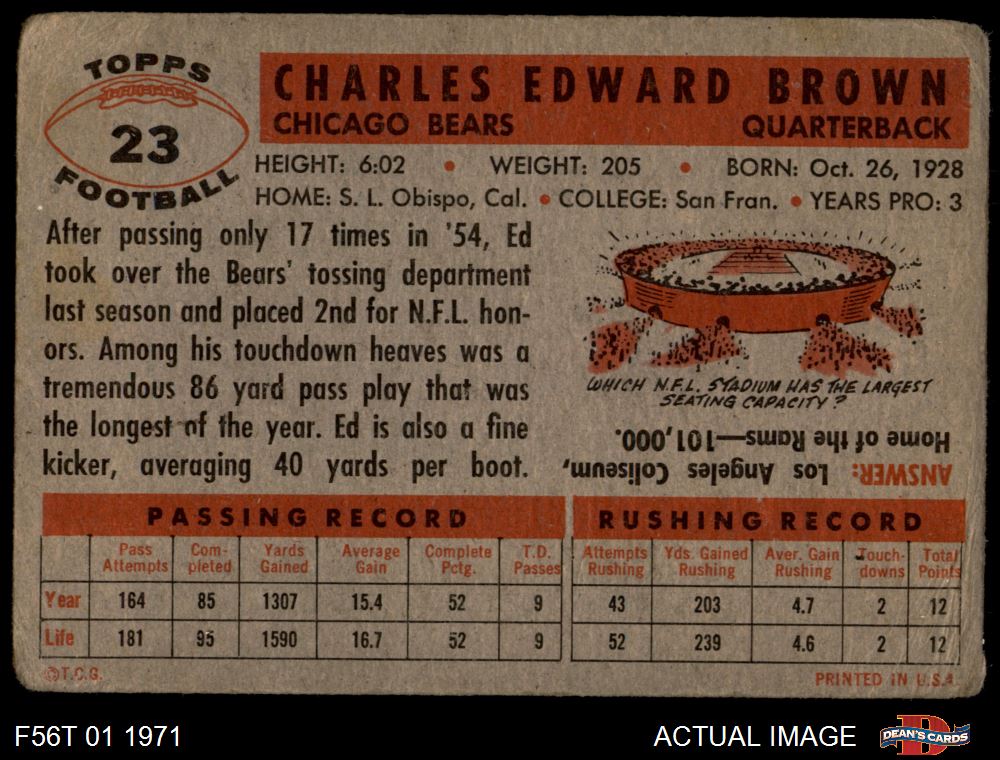 TOPPS
23
FOOTBALL
CHARLES EDWARD BROWN
CHICAGO BEARS QUARTERBACK
HEIGHT: 6:02 • WEIGHT: 205 • BORN: Oct. 26, 1928
HOME: S. L. Obispo, Cal. • COLLEGE: San Fran. • YEARS PRO: 3
After passing only 17 times in '54, Ed
took over the Bears' tossing department
last season and placed 2nd for N.F.L. hon-
ors. Among his touchdown heaves was a
tremendous 86 yard pass play that was
the longest of the year. Ed is also a fine
kicker, averaging 40 yards per boot.
WHICH N.F.L. STADIUM HAS THE LARGEST
SEATING CAPACITY?
ANSWER: Los Angeles Coliseum,
Home of the Rams—101,000.
PASSING RECORD
Pass Attempts Com-pleted Yards Gained Average Gain Complete Pctg. T.D. Passes
Year 164 85 1307 15.4 52 9
Life 181 95 1590 16.7 52 9
RUSHING RECORD
Attempts Rushing Yds. Gained Rushing Aver. Gain Rushing Touch-downs Total Points
43 203 4.7 2 12
52 239 4.6 2 12
©T.C.G. PRINTED IN U.S.A.
F56T 01 1971 ACTUAL IMAGE DEAN'S CARDS